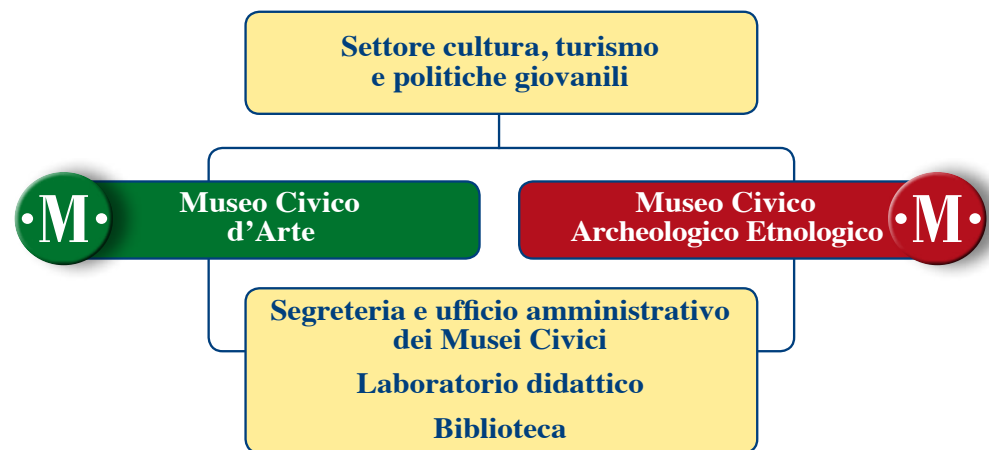 Settore cultura, turismo
e politiche giovanili
·M·
Museo Civico
d’Arte
Museo Civico
Archeologico Etnologico
·M·
Segreteria e ufficio amministrativo
dei Musei Civici
Laboratorio didattico
Biblioteca